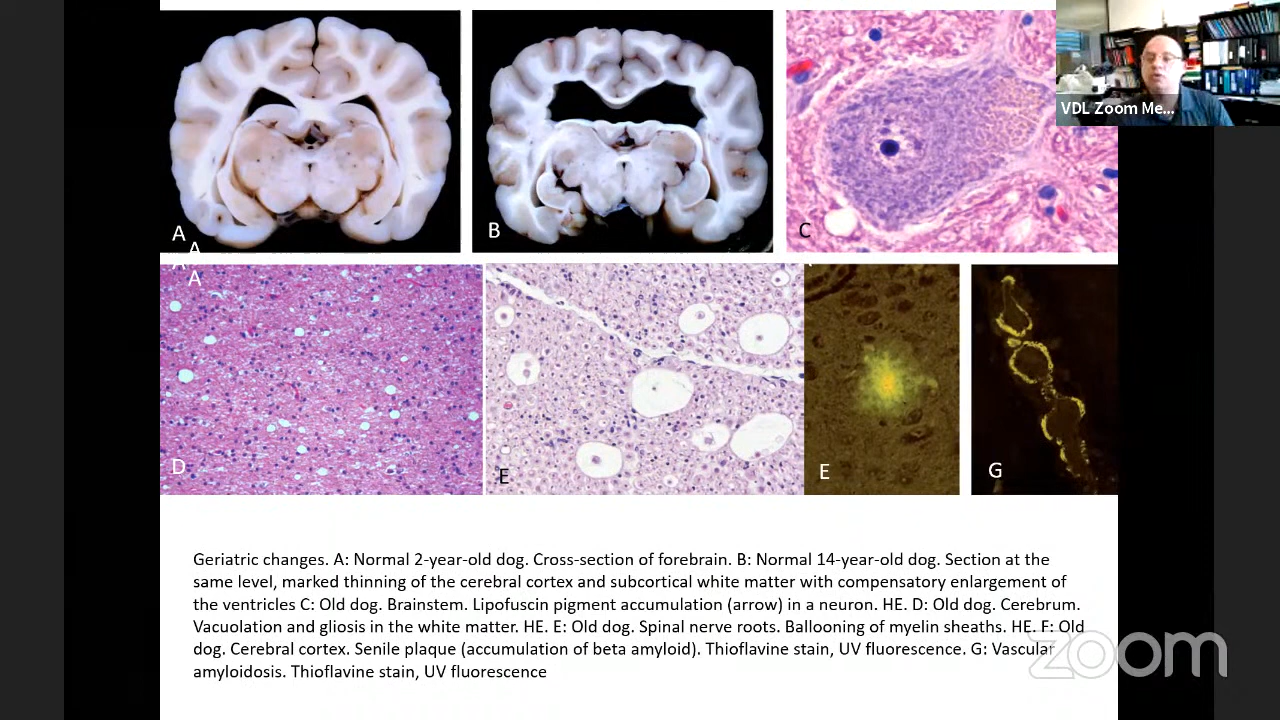 VDL Zoom Me...
A
A
A
B
C
A
D
E
E
G
Geriatric changes. A: Normal 2-year-old dog. Cross-section of forebrain. B: Normal 14-year-old dog. Section at the
same level, marked thinning of the cerebral cortex and subcortical white matter with compensatory enlargement of
the ventricles C: Old dog. Brainstem. Lipofuscin pigment accumulation (arrow) in a neuron. HE. D: Old dog. Cerebrum.
Vacuolation and gliosis in the white matter. HE. E: Old dog. Spinal nerve roots. Ballooning of myelin sheaths. HE. F: Old
dog. Cerebral cortex. Senile plaque (accumulation of beta amyloid). Thioflavine stain, UV fluorescence. G: Vascular
amyloidosis. Thioflavine stain, UV fluorescence
zoom